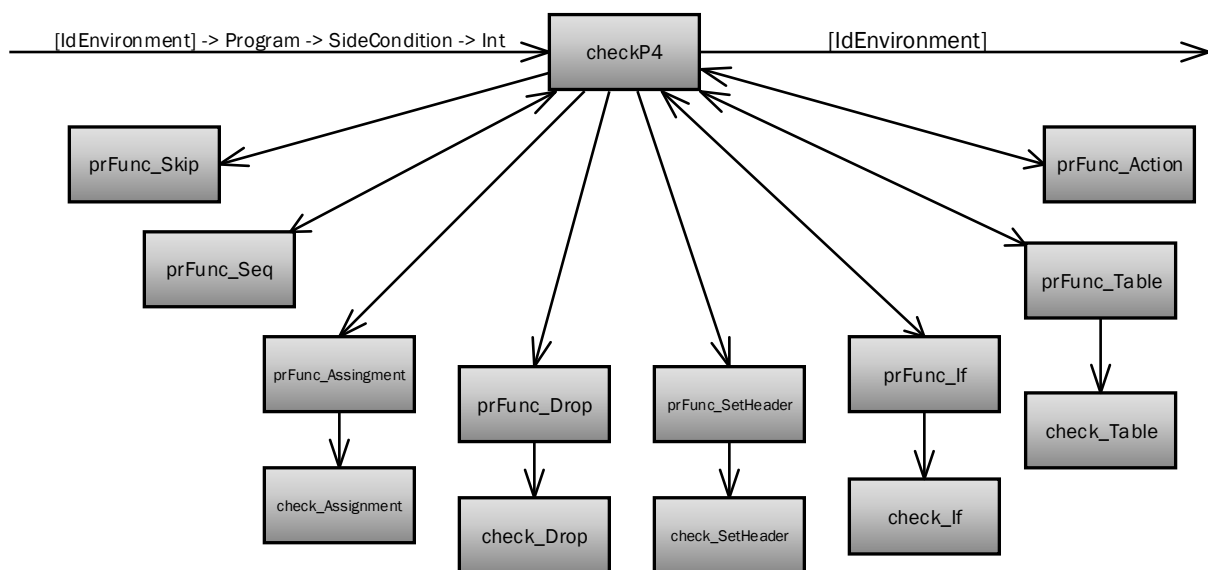 [IdEnvironment] -> Program -> SideCondition -> Int
checkP4
[IdEnvironment]
prFunc_Skip
prFunc_Action
prFunc_Seq
prFunc_Table
prFunc_Assingment
prFunc_Drop
prFunc_SetHeader
prFunc_If
check_Table
check_Assignment
check_Drop
check_SetHeader
check_If